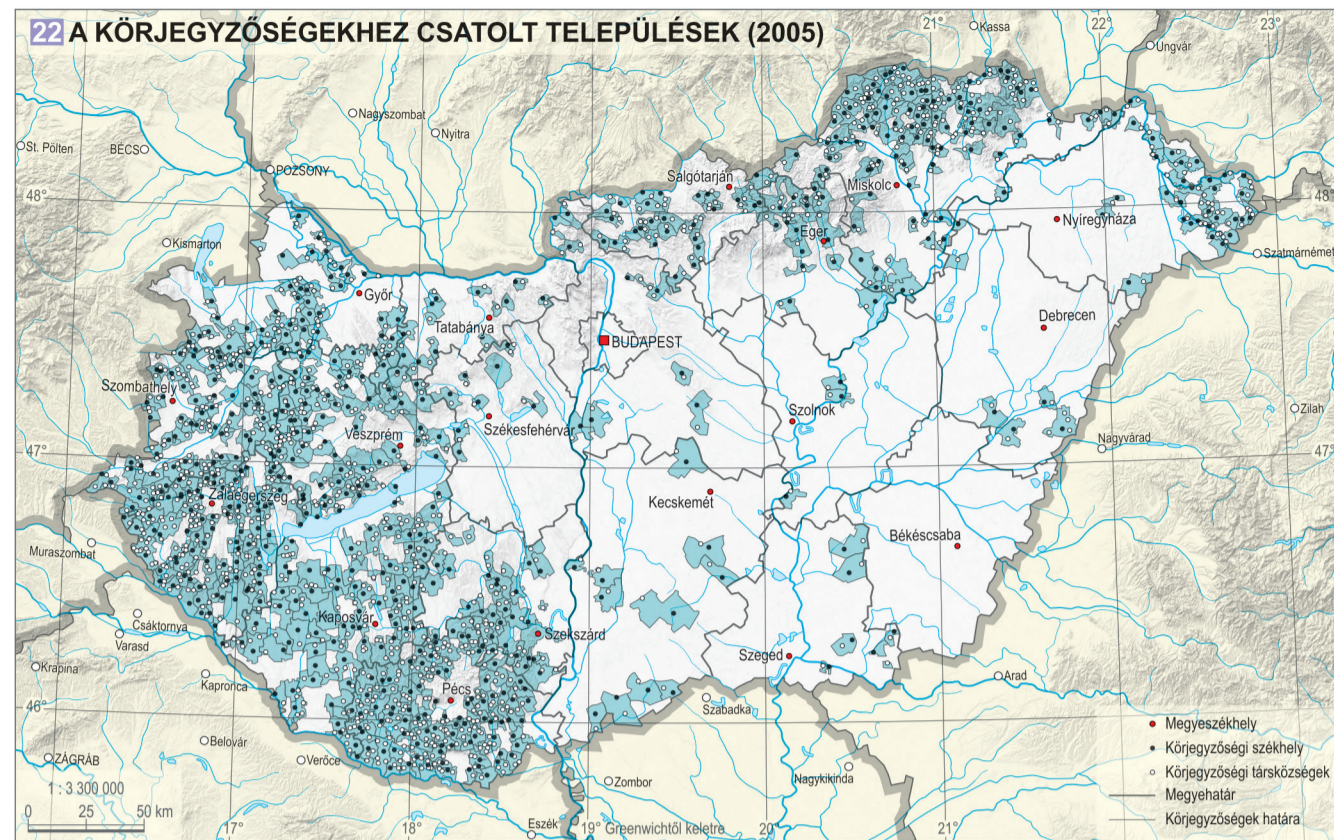 22 A KÖRJEGYZŐSÉGEKHEZ CSATOLT TELEPÜLÉSEK (2005)
21°
22°
23°
Kassa
Ungvár
Nagyszombat
Nyitra
St. Pölten
BÉCS
POZSONY
Salgótarján
Miskolc
48°
48°
Nyíregyháza
Kismarton
Eger
Szatmárnémeti
Győr
Tatabánya
Debrecen
BUDAPEST
Szombathely
Szolnok
Zilah
Székesfehérvár
Veszprém
Nagyvárad
47°
47°
Zalaegerszeg
Kecskemét
Békéscsaba
Muraszombat
Csáktornya
Kaposvár
Varasd
Szekszárd
Szeged
Krapina
Kapronca
Pécs
Arad
Szabadka
46°
Belovár
ZÁGRÁB
Verőce
Zombor
Nagykikinda
Megyeszékhely
Körjegyzőségi székhely
Körjegyzőségi társközségek
Megyehatár
Körjegyzőségek határa
1 : 3 300 000
0 25 50 km
17°
18°
Eszék
19° Greenwichtől keletre
20°
21°